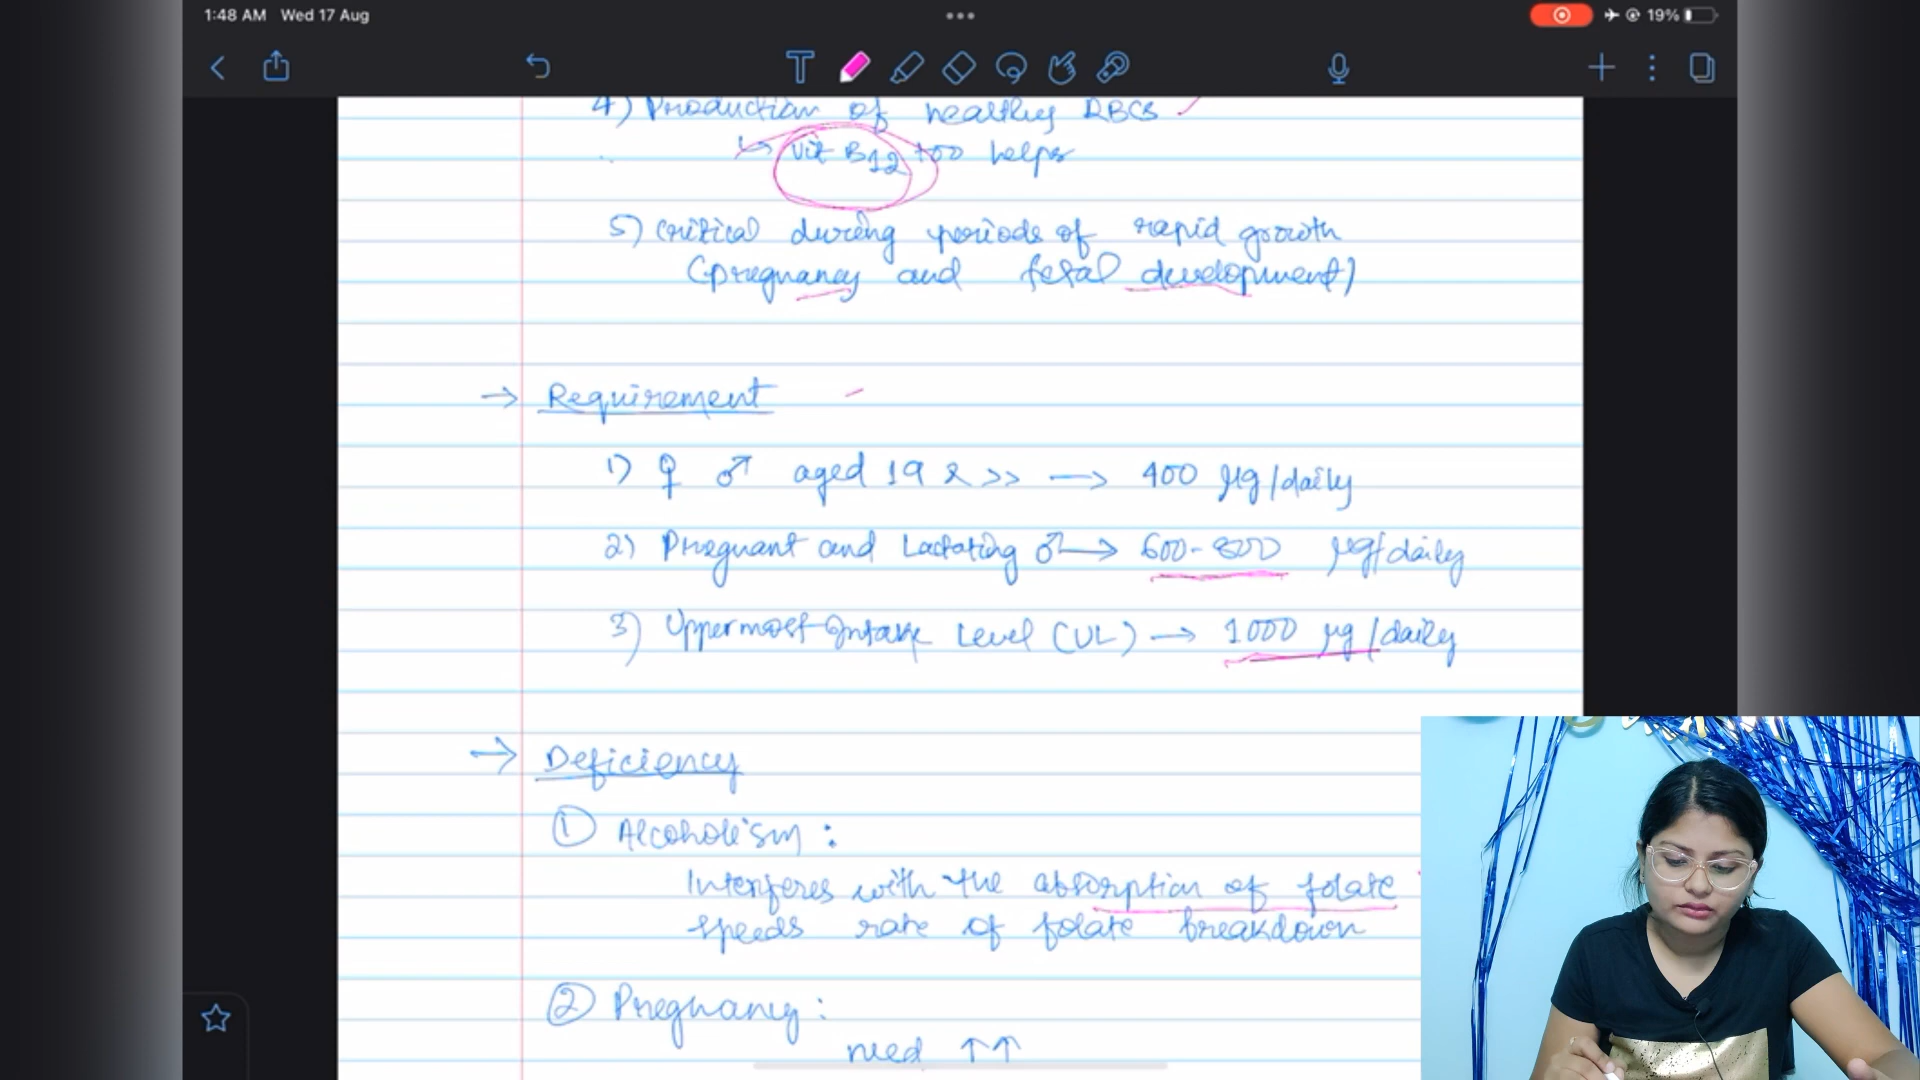 1:48 AM Wed 17 Aug
19%
4) Production of healthy RBCs
↳ Vit B12 too helps
5) Critical during periods of rapid growth
(pregnancy and fetal development)
→ Requirement
1) ♀ ♂ aged 19 & >> → 400 μg/daily
2) Pregnant and Lactating ♂ → 600-800 μg/daily
3) Uppermost Intake Level (UL) → 1000 μg/daily
→ Deficiency
① Alcoholism :
Interferes with the absorption of folate
speeds rate of folate breakdown
② Pregnancy :
need ↑↑